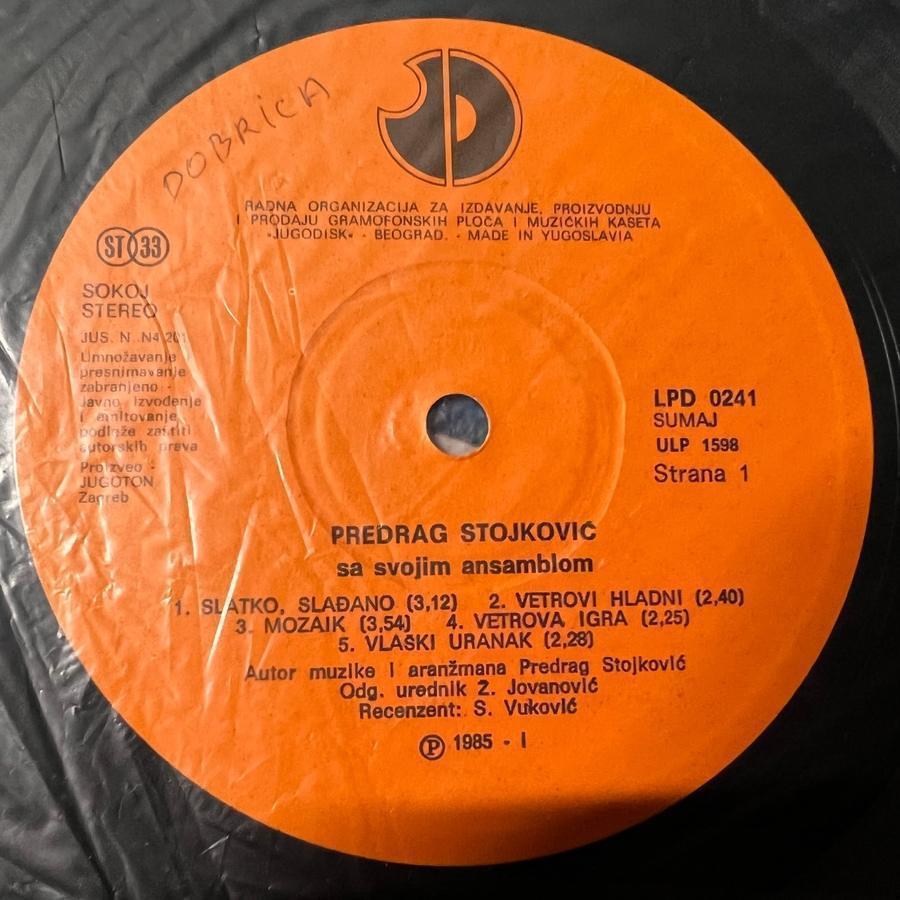 DOBRICA
RADNA ORGANIZACIJA ZA IZDAVANJE, PROIZVODNJU
I PRODAJU GRAMOFONSKIH PLOČA I MUZIČKIH KASETA
»JUGODISK« - BEOGRAD. - MADE IN YUGOSLAVIA
ST 33
SOKOJ
STEREO
JUS. N. N4 201
Umnožavanje
presnimavanje
zabranjeno -
Javno izvođenje
i emitovanje
podleže zaštiti
autorskih prava
Proizveo :
JUGOTON
Zagreb
LPD 0241
SUMAJ
ULP 1598
Strana 1
PREDRAG STOJKOVIĆ
sa svojim ansamblom
1. SLATKO, SLAĐANO (3,12) 2. VETROVI HLADNI (2,40)
3. MOZAIK (3,54) 4. VETROVA IGRA (2,25)
5. VLAŠKI URANAK (2,28)
Autor muzike i aranžmana Predrag Stojković
Odg. urednik Ž. Jovanović
Recenzent: S. Vuković
Ⓟ 1985 - I